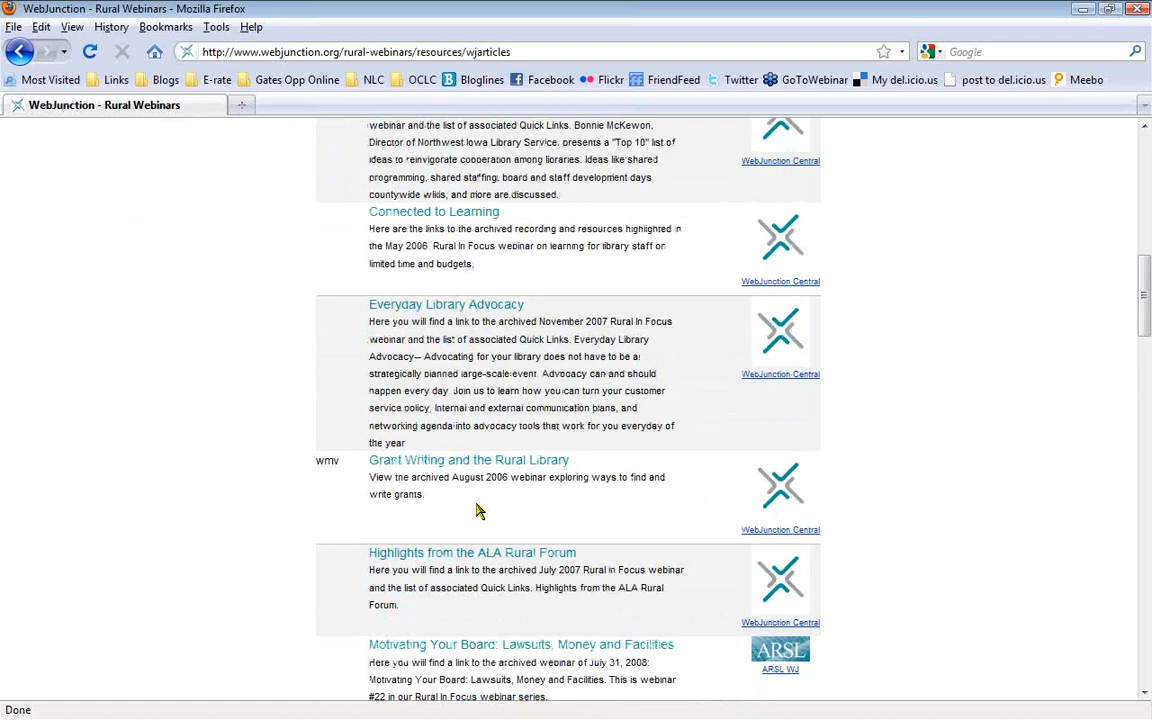 WebJunction - Rural Webinars - Mozilla Firefox
File Edit View History Bookmarks Tools Help
http://www.webjunction.org/rural-webinars/resources/wjarticles
Google
Most Visited Links Blogs E-rate Gates Opp Online NLC OCLC Bloglines Facebook Flickr FriendFeed Twitter GoToWebinar My del.icio.us post to del.icio.us Meebo
WebJunction - Rural Webinars
webinar and the list of associated Quick Links. Bonnie McKewon,
Director of Northwest Iowa Library Service, presents a "Top 10" list of
ideas to reinvigorate cooperation among libraries. Ideas like shared
programming, shared staffing, board and staff development days,
countywide wikis, and more are discussed.
WebJunction Central
Connected to Learning
Here are the links to the archived recording and resources highlighted in
the May 2006 Rural In Focus webinar on learning for library staff on
limited time and budgets.
WebJunction Central
Everyday Library Advocacy
Here you will find a link to the archived November 2007 Rural In Focus
webinar and the list of associated Quick Links. Everyday Library
Advocacy-- Advocating for your library does not have to be a
strategically planned large-scale event. Advocacy can and should
happen every day. Join us to learn how you can turn your customer
service policy, internal and external communication plans, and
networking agenda into advocacy tools that work for you everyday of
the year
WebJunction Central
wmv
Grant Writing and the Rural Library
View the archived August 2006 webinar exploring ways to find and
write grants.
WebJunction Central
Highlights from the ALA Rural Forum
Here you will find a link to the archived July 2007 Rural in Focus webinar
and the list of associated Quick Links. Highlights from the ALA Rural
Forum.
WebJunction Central
Motivating Your Board: Lawsuits, Money and Facilities
Here you will find a link to the archived webinar of July 31, 2008:
Motivating Your Board: Lawsuits, Money and Facilities. This is webinar
#22 in our Rural In Focus webinar series.
ARSL
ARSL WJ
Done